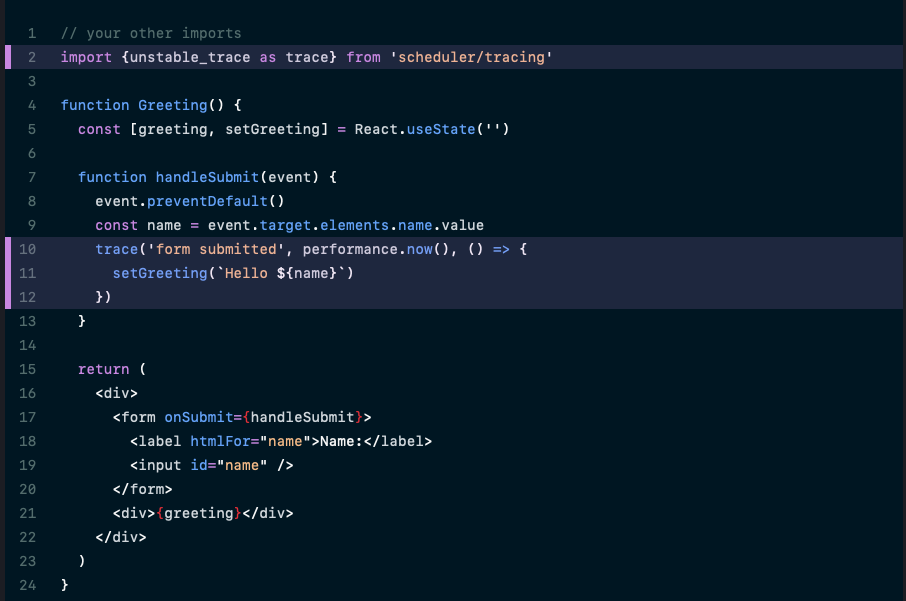 1 // your other imports
2 import {unstable_trace as trace} from 'scheduler/tracing'
3
4 function Greeting() {
5   const [greeting, setGreeting] = React.useState('')
6
7   function handleSubmit(event) {
8     event.preventDefault()
9     const name = event.target.elements.name.value
10     trace('form submitted', performance.now(), () => {
11       setGreeting(`Hello ${name}`)
12     })
13   }
14
15   return (
16     <div>
17       <form onSubmit={handleSubmit}>
18         <label htmlFor="name">Name:</label>
19         <input id="name" />
20       </form>
21       <div>{greeting}</div>
22     </div>
23   )
24 }